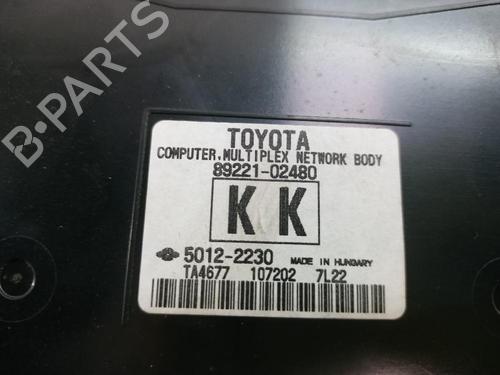 B-PARTS
TOYOTA
COMPUTER, MULTIPLEX NETWORK BODY
89221-02480
K K
5012-2230 MADE IN HUNGARY
TA4677 107202 7L22